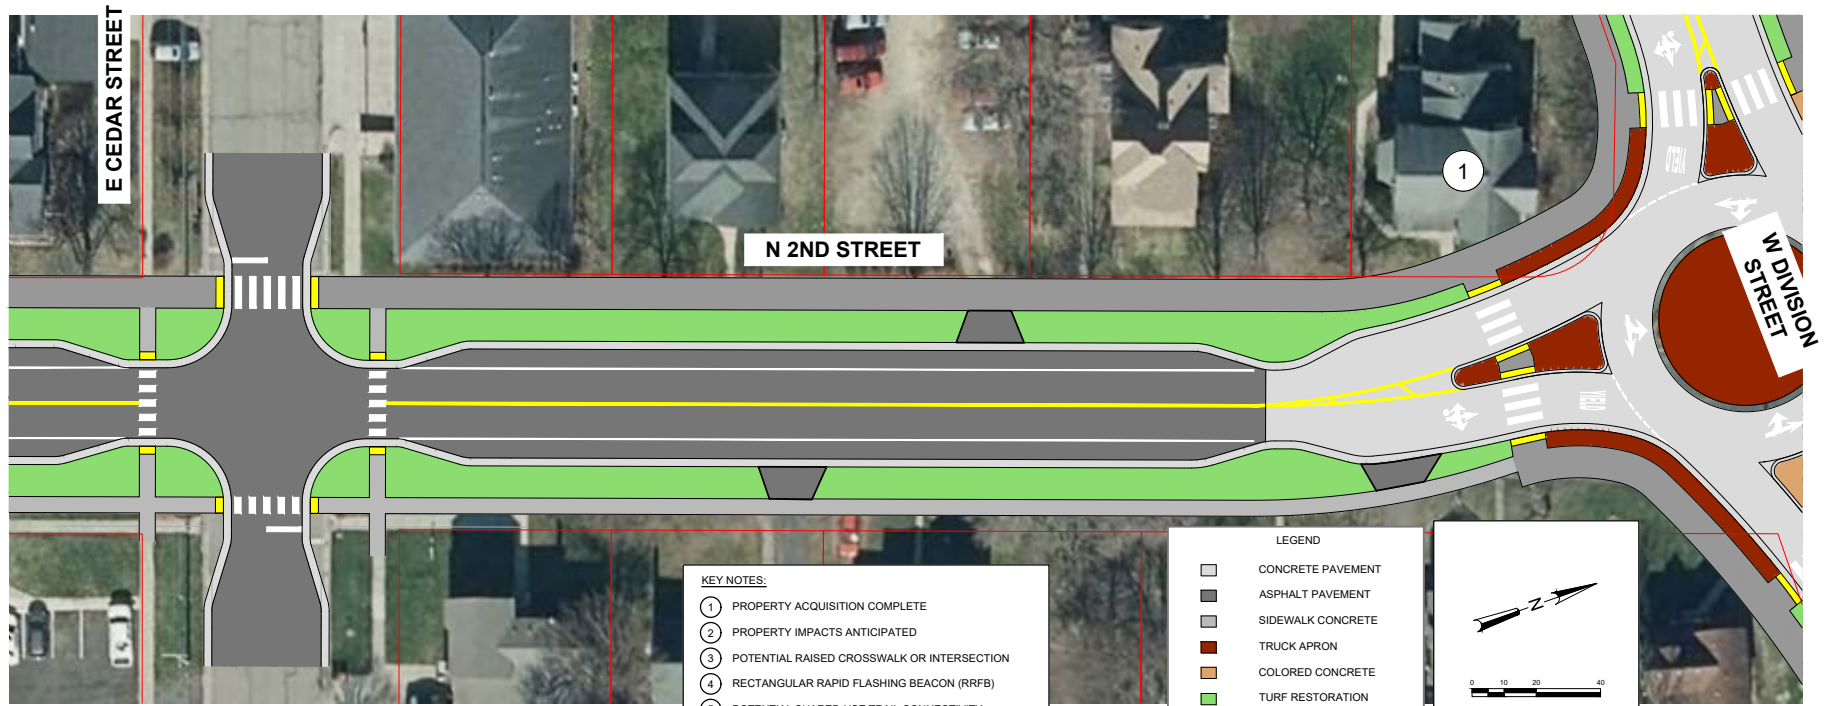 E CEDAR STREET
N 2ND STREET
1
YIELD
YIELD
W DIVISION
STREET
KEY NOTES:
1 PROPERTY ACQUISITION COMPLETE
2 PROPERTY IMPACTS ANTICIPATED
3 POTENTIAL RAISED CROSSWALK OR INTERSECTION
4 RECTANGULAR RAPID FLASHING BEACON (RRFB)
LEGEND
CONCRETE PAVEMENT
ASPHALT PAVEMENT
SIDEWALK CONCRETE
TRUCK APRON
COLORED CONCRETE
TURF RESTORATION
N
0 10 20 40